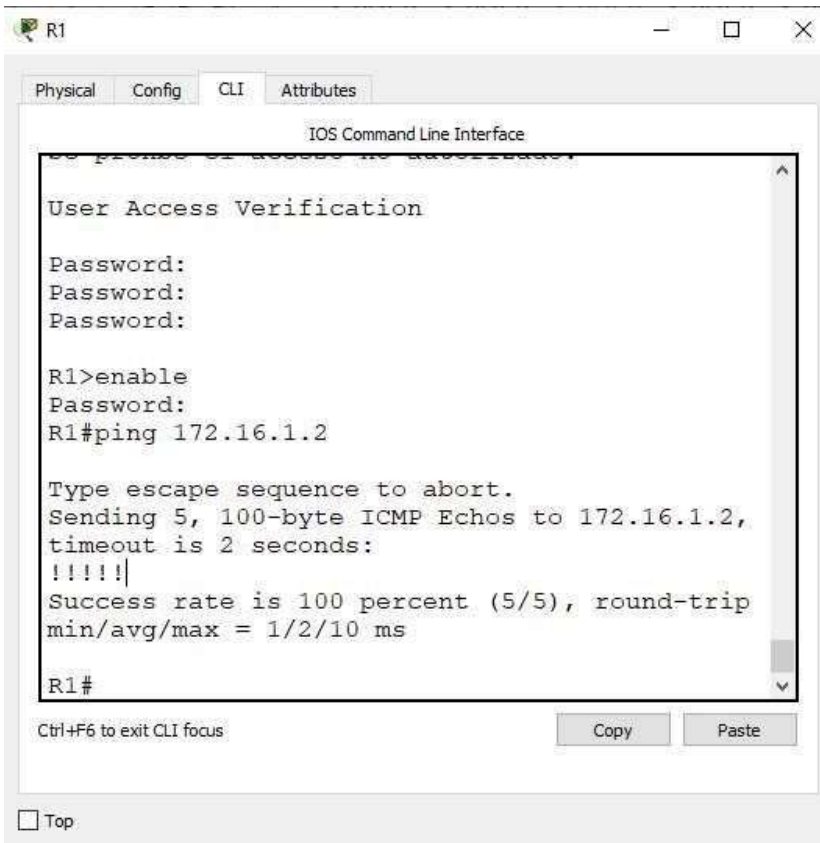 R1
Physical Config CLI Attributes
IOS Command Line Interface
User Access Verification
Password:
Password:
Password:
R1>enable
Password:
R1#ping 172.16.1.2
Type escape sequence to abort.
Sending 5, 100-byte ICMP Echos to 172.16.1.2,
timeout is 2 seconds:
!!!!!
Success rate is 100 percent (5/5), round-trip
min/avg/max = 1/2/10 ms
R1#
Ctrl+F6 to exit CLI focus
Copy Paste
Top